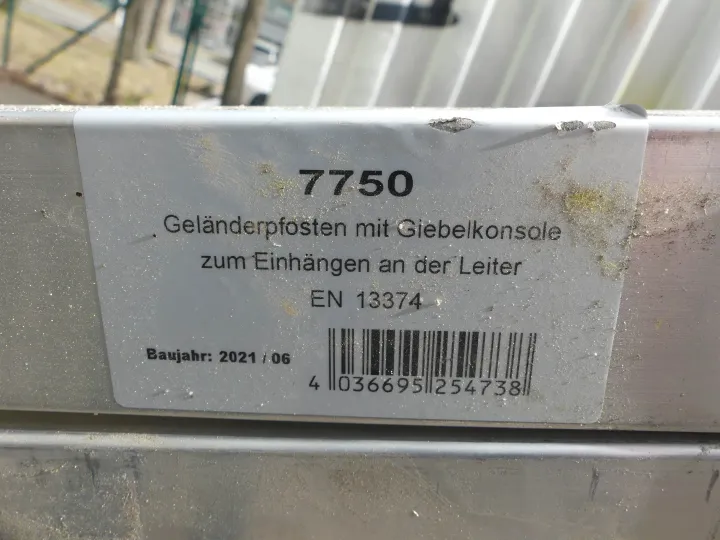 7750
Geländerpfosten mit Giebelkonsole
zum Einhängen an der Leiter
EN 13374
Baujahr: 2021 / 06
4 036695 254738